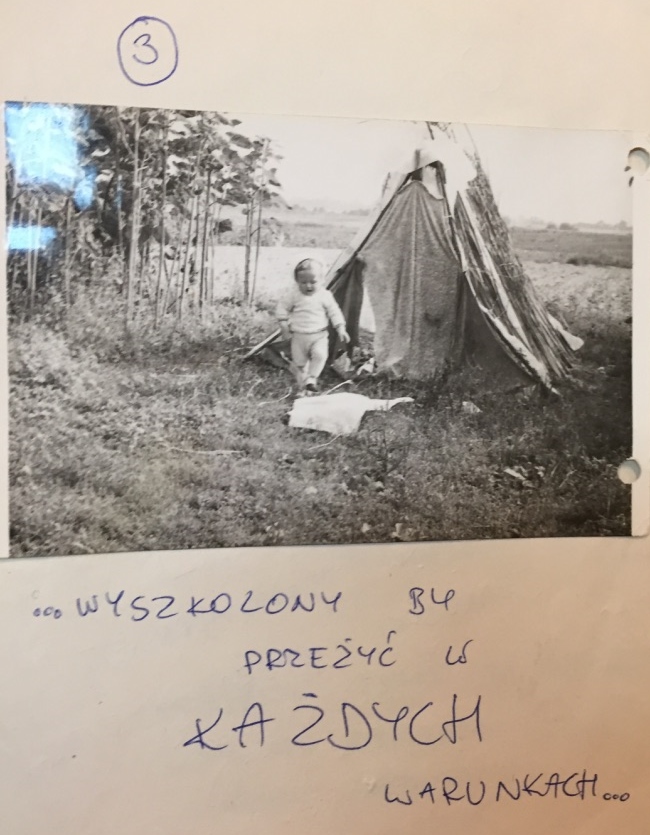 3
...WYSZKOLONY BY
PRZEŻYĆ W
KAŻDYCH
WARUNKACH...